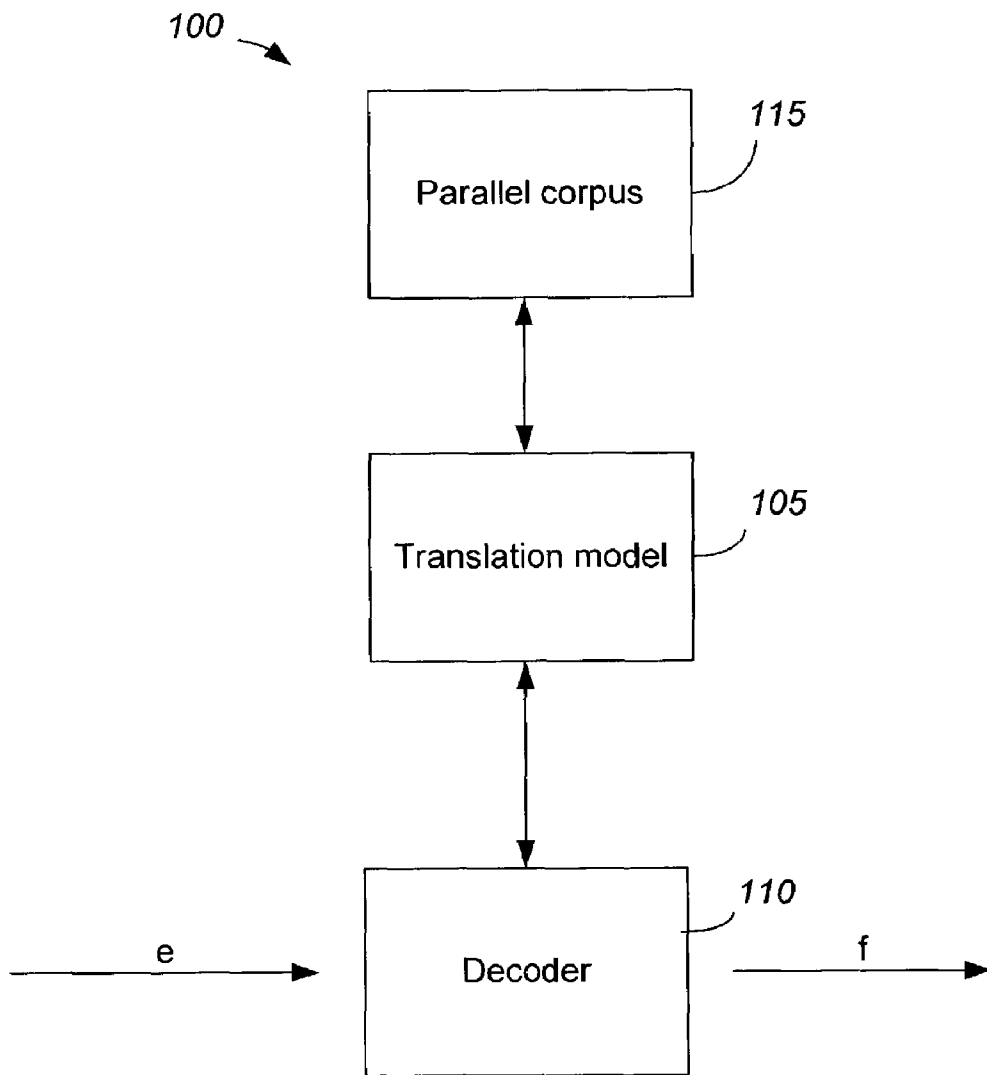 100
115
Parallel corpus
105
Translation model
110
e
Decoder
f